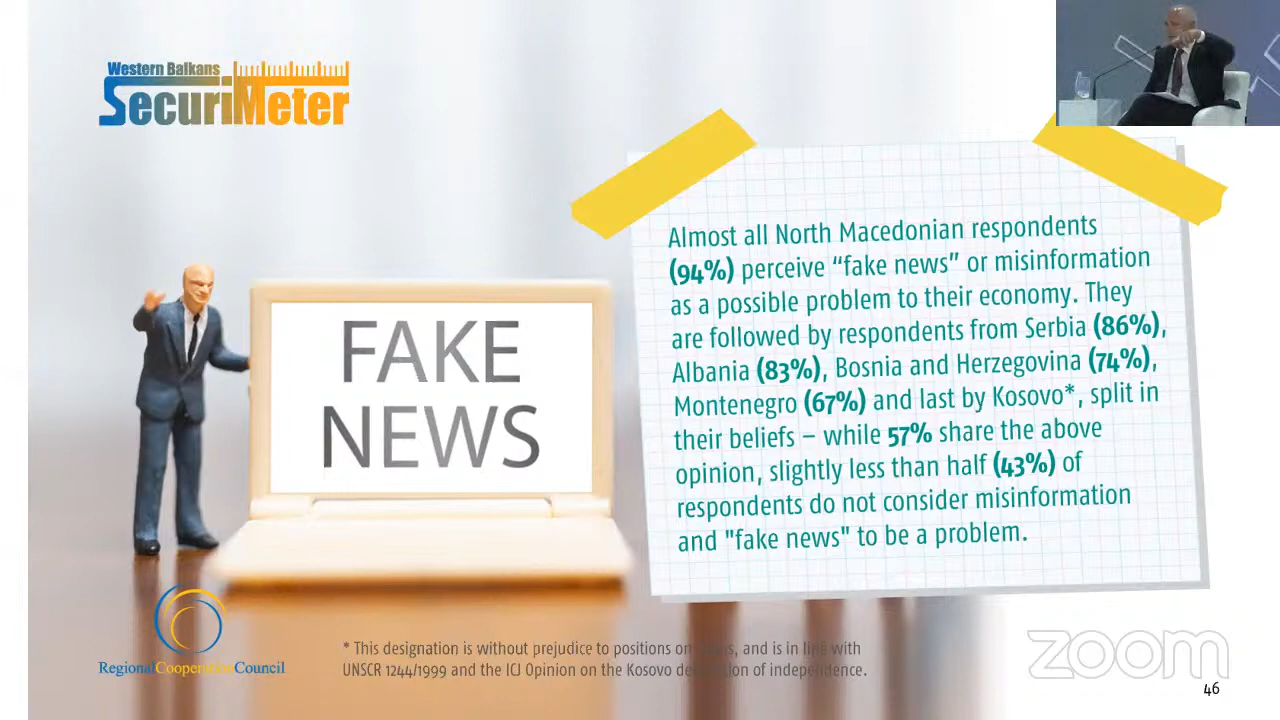 Western Balkans
SecuriMeter
FAKE
NEWS
Almost all North Macedonian respondents
(94%) perceive “fake news” or misinformation
as a possible problem to their economy. They
are followed by respondents from Serbia (86%),
Albania (83%), Bosnia and Herzegovina (74%),
Montenegro (67%) and last by Kosovo*, split in
their beliefs – while 57% share the above
opinion, slightly less than half (43%) of
respondents do not consider misinformation
and "fake news" to be a problem.
RegionalCooperationCouncil
* This designation is without prejudice to positions on status, and is in line with
UNSCR 1244/1999 and the ICJ Opinion on the Kosovo declaration of independence.
zoom
46